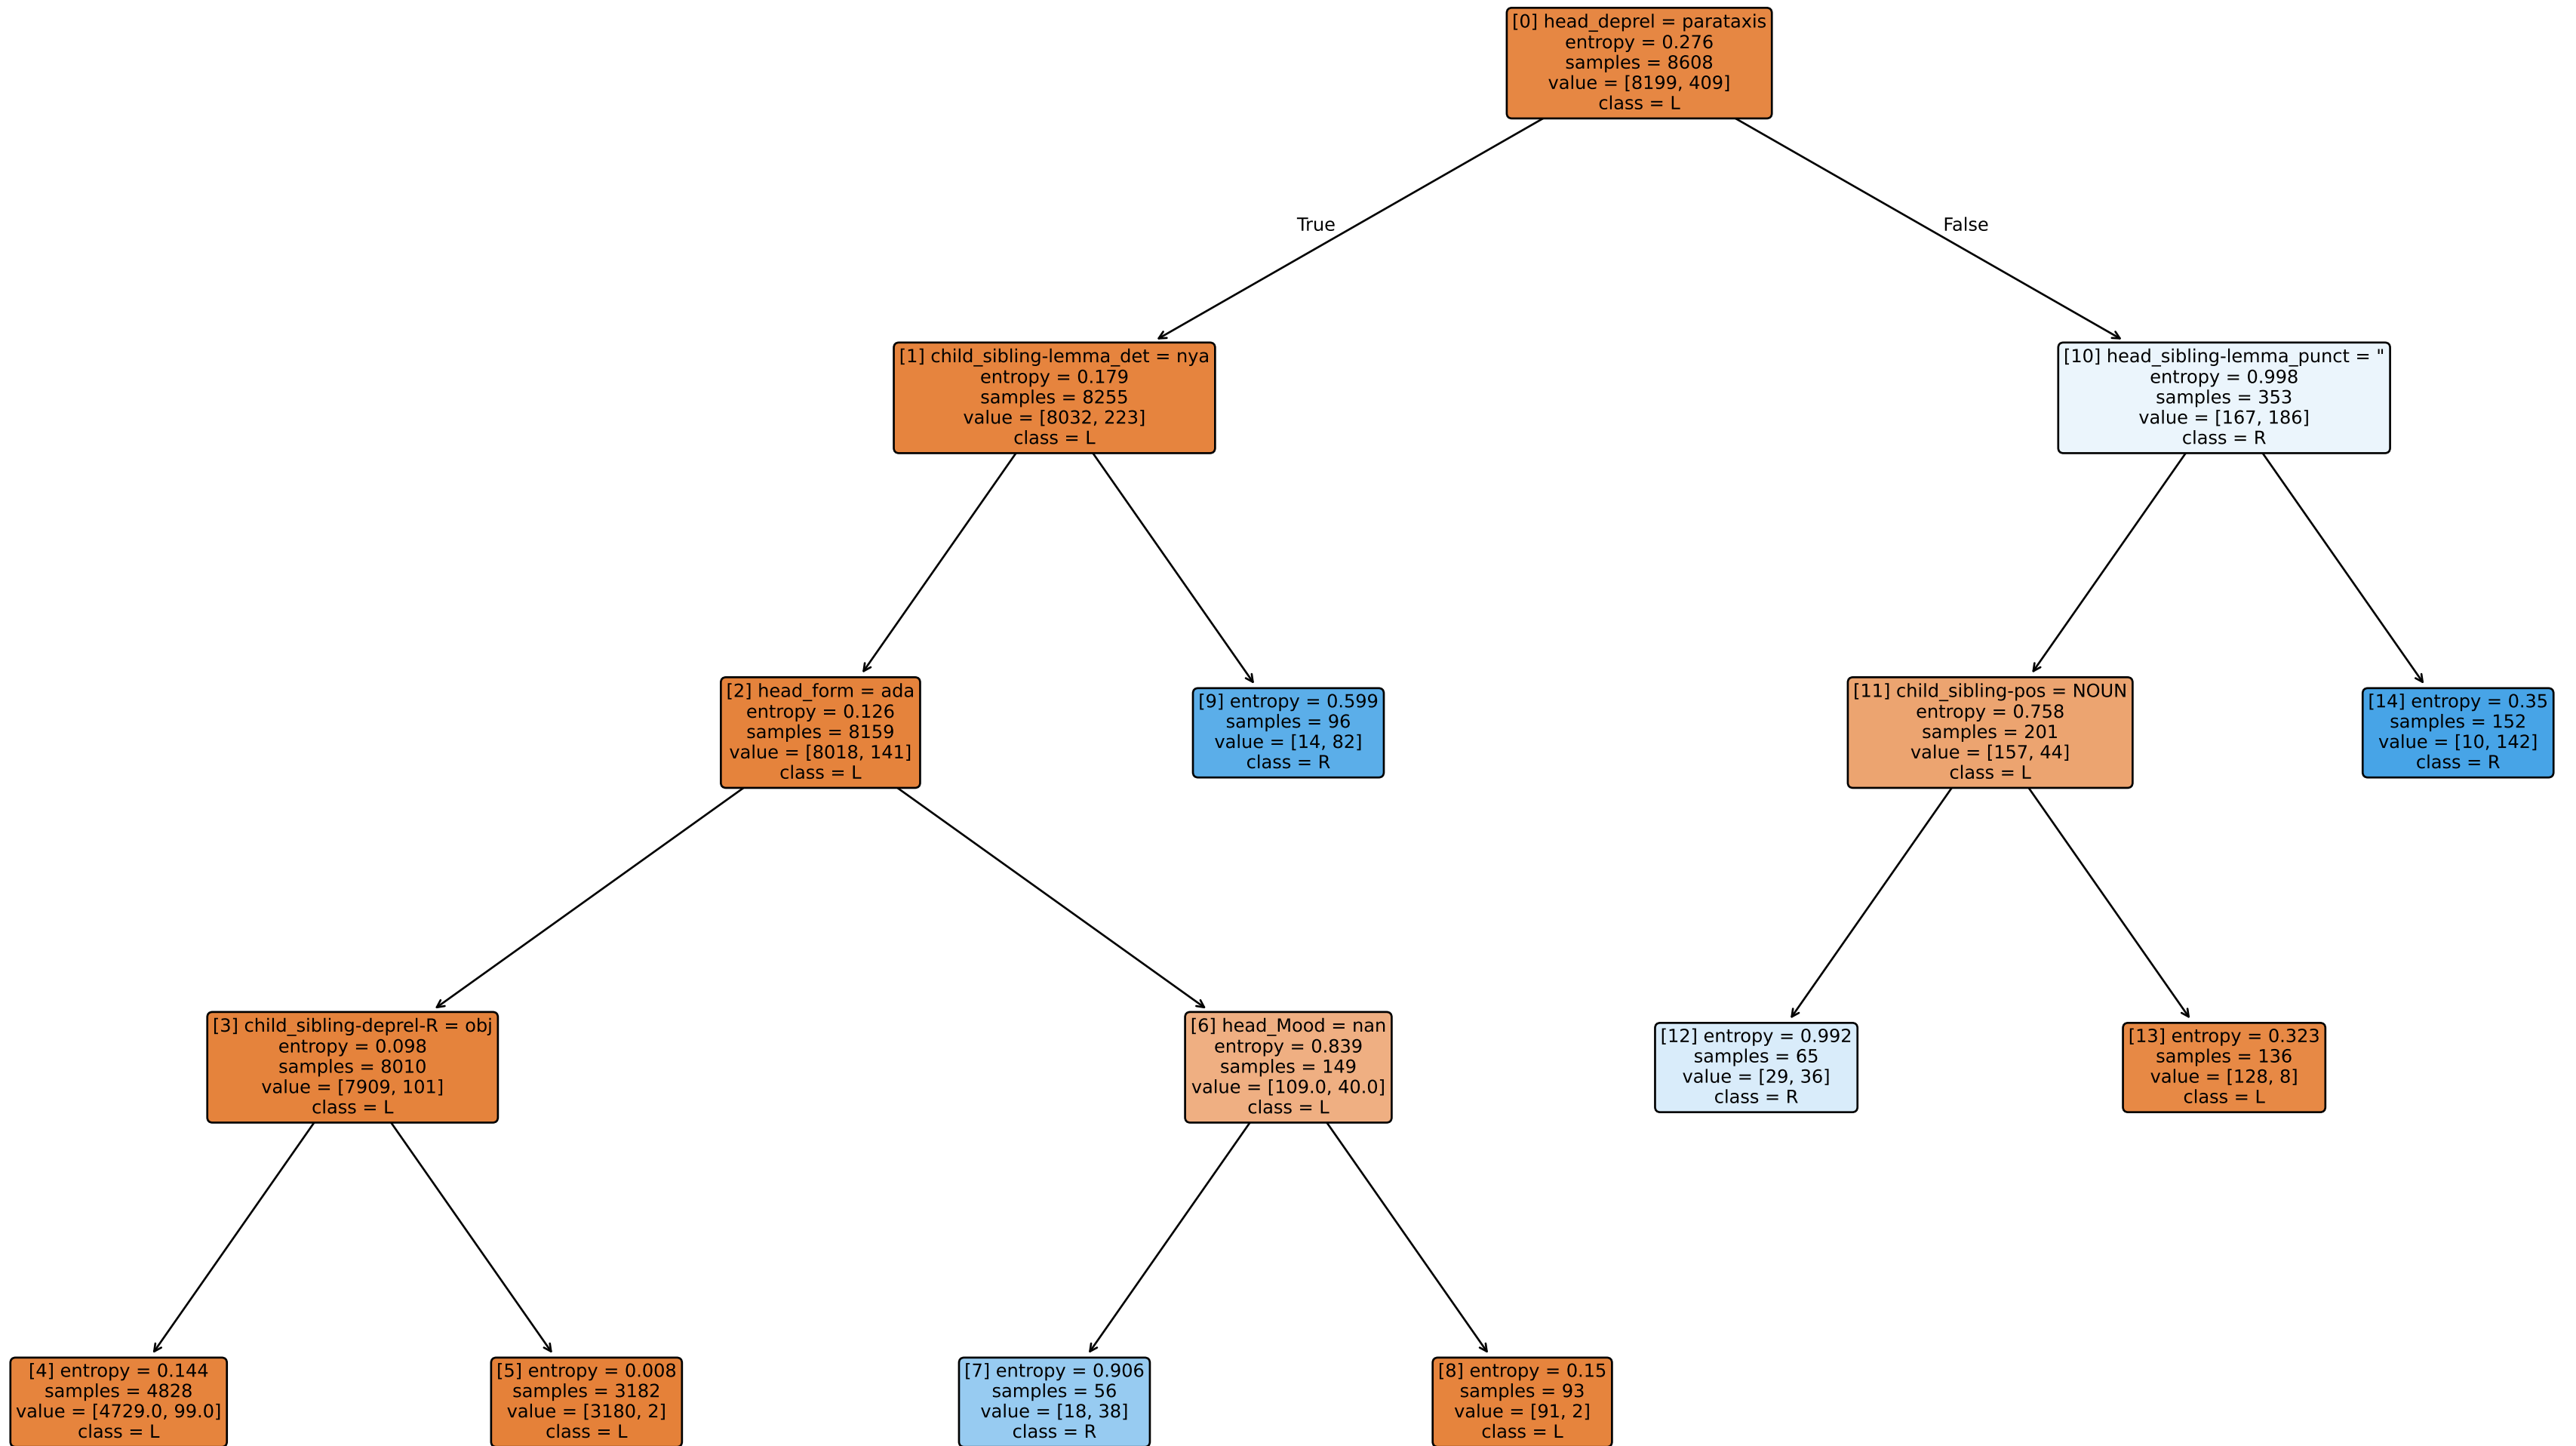 [0] head_deprel = parataxis
entropy = 0.276
samples = 8608
value = [8199, 409]
class = L
True
False
[1] child_sibling-lemma_det = nya
entropy = 0.179
samples = 8255
value = [8032, 223]
class = L
[10] head_sibling-lemma_punct = "
entropy = 0.998
samples = 353
value = [167, 186]
class = R
[2] head_form = ada
entropy = 0.126
samples = 8159
value = [8018, 141]
class = L
[9] entropy = 0.599
samples = 96
value = [14, 82]
class = R
[11] child_sibling-pos = NOUN
entropy = 0.758
samples = 201
value = [157, 44]
class = L
[14] entropy = 0.35
samples = 152
value = [10, 142]
class = R
[3] child_sibling-deprel-R = obj
entropy = 0.098
samples = 8010
value = [7909, 101]
class = L
[6] head_Mood = nan
entropy = 0.839
samples = 149
value = [109.0, 40.0]
class = L
[12] entropy = 0.992
samples = 65
value = [29, 36]
class = R
[13] entropy = 0.323
samples = 136
value = [128, 8]
class = L
[4] entropy = 0.144
samples = 4828
value = [4729.0, 99.0]
class = L
[5] entropy = 0.008
samples = 3182
value = [3180, 2]
class = L
[7] entropy = 0.906
samples = 56
value = [18, 38]
class = R
[8] entropy = 0.15
samples = 93
value = [91, 2]
class = L